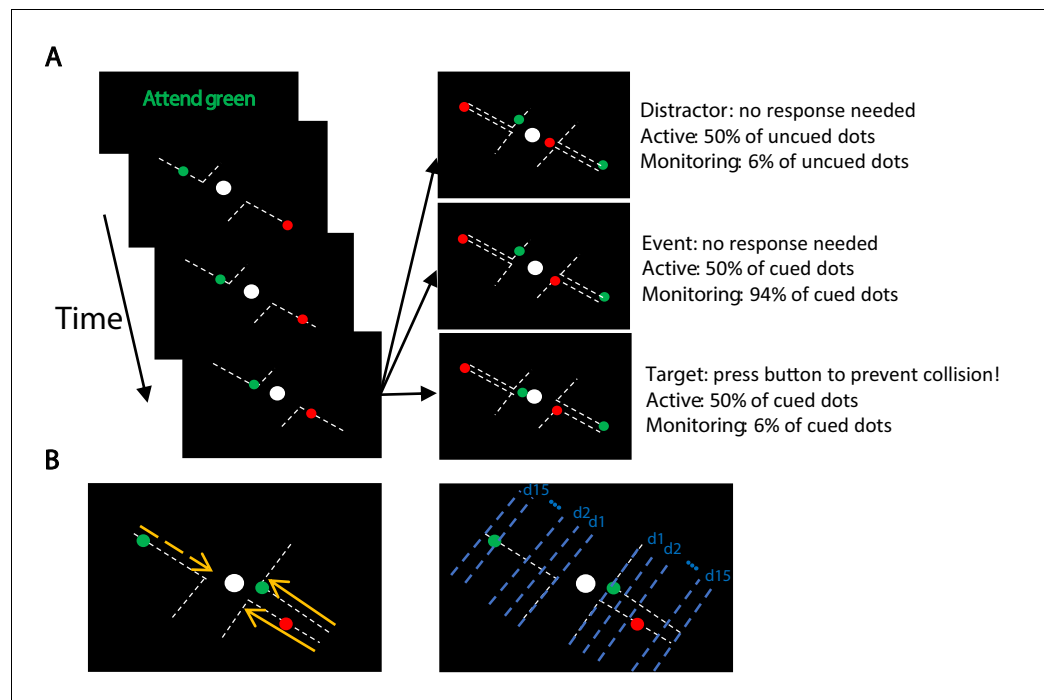 A
Attend green
Time
Distractor: no response needed
Active: 50% of uncued dots
Monitoring: 6% of uncued dots
Event: no response needed
Active: 50% of cued dots
Monitoring: 94% of cued dots
Target: press button to prevent collision!
Active: 50% of cued dots
Monitoring: 6% of cued dots
B
d15
d2
d1
d1
d2
d15